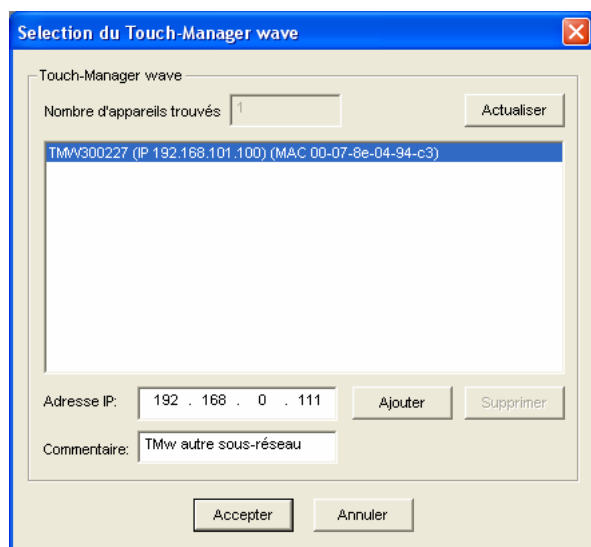 Selection du Touch-Manager wave
Touch-Manager wave
Nombre d'appareils trouvés 1 Actualiser
TMW300227 (IP 192.168.101.100) (MAC 00-07-8e-04-94-c3)
Adresse IP: 192 . 168 . 0 . 111 Ajouter Supprimer
Commentaire: TMw autre sous-réseau
Accepter Annuler